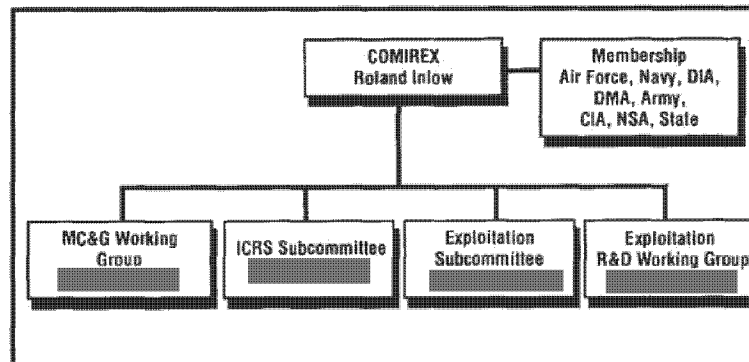 COMIREX
Roland Inlow
Membership
Air Force, Navy, DIA,
DMA, Army,
CIA, NSA, State
MC&G Working
Group
ICRS Subcommittee
Exploitation
Subcommittee
Exploitation
R&D Working Group